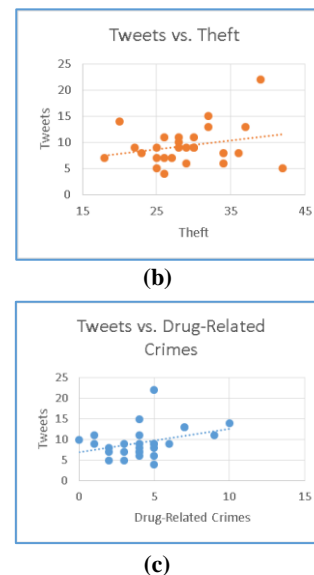 Tweets vs. Theft
Tweets
25
20
15
10
5
0
15 25 35 45
Theft
(b)
Tweets vs. Drug-Related
Crimes
Tweets
25
20
15
10
5
0
0 5 10 15
Drug-Related Crimes
(c)